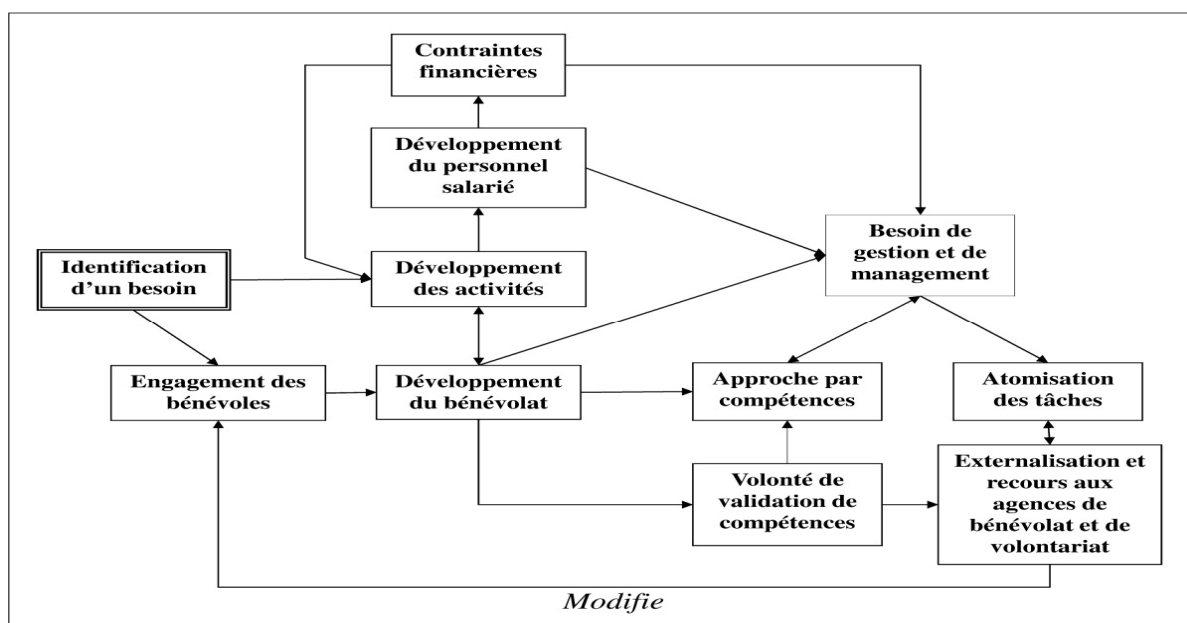 Contraintes
financières
Développement
du personnel
salarié
Besoin de
gestion et de
management
Identification
d’un besoin
Développement
des activités
Engagement des
bénévoles
Développement
du bénévolat
Approche par
compétences
Atomisation
des tâches
Volonté de
validation de
compétences
Externalisation et
recours aux
agences de
bénévolat et de
volontariat
Modifie